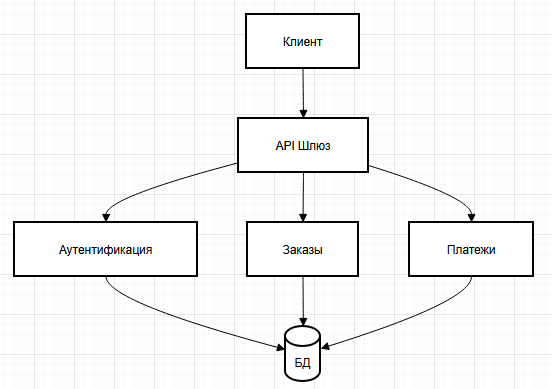 Клиент
API Шлюз
Аутентификация
Заказы
Платежи
БД